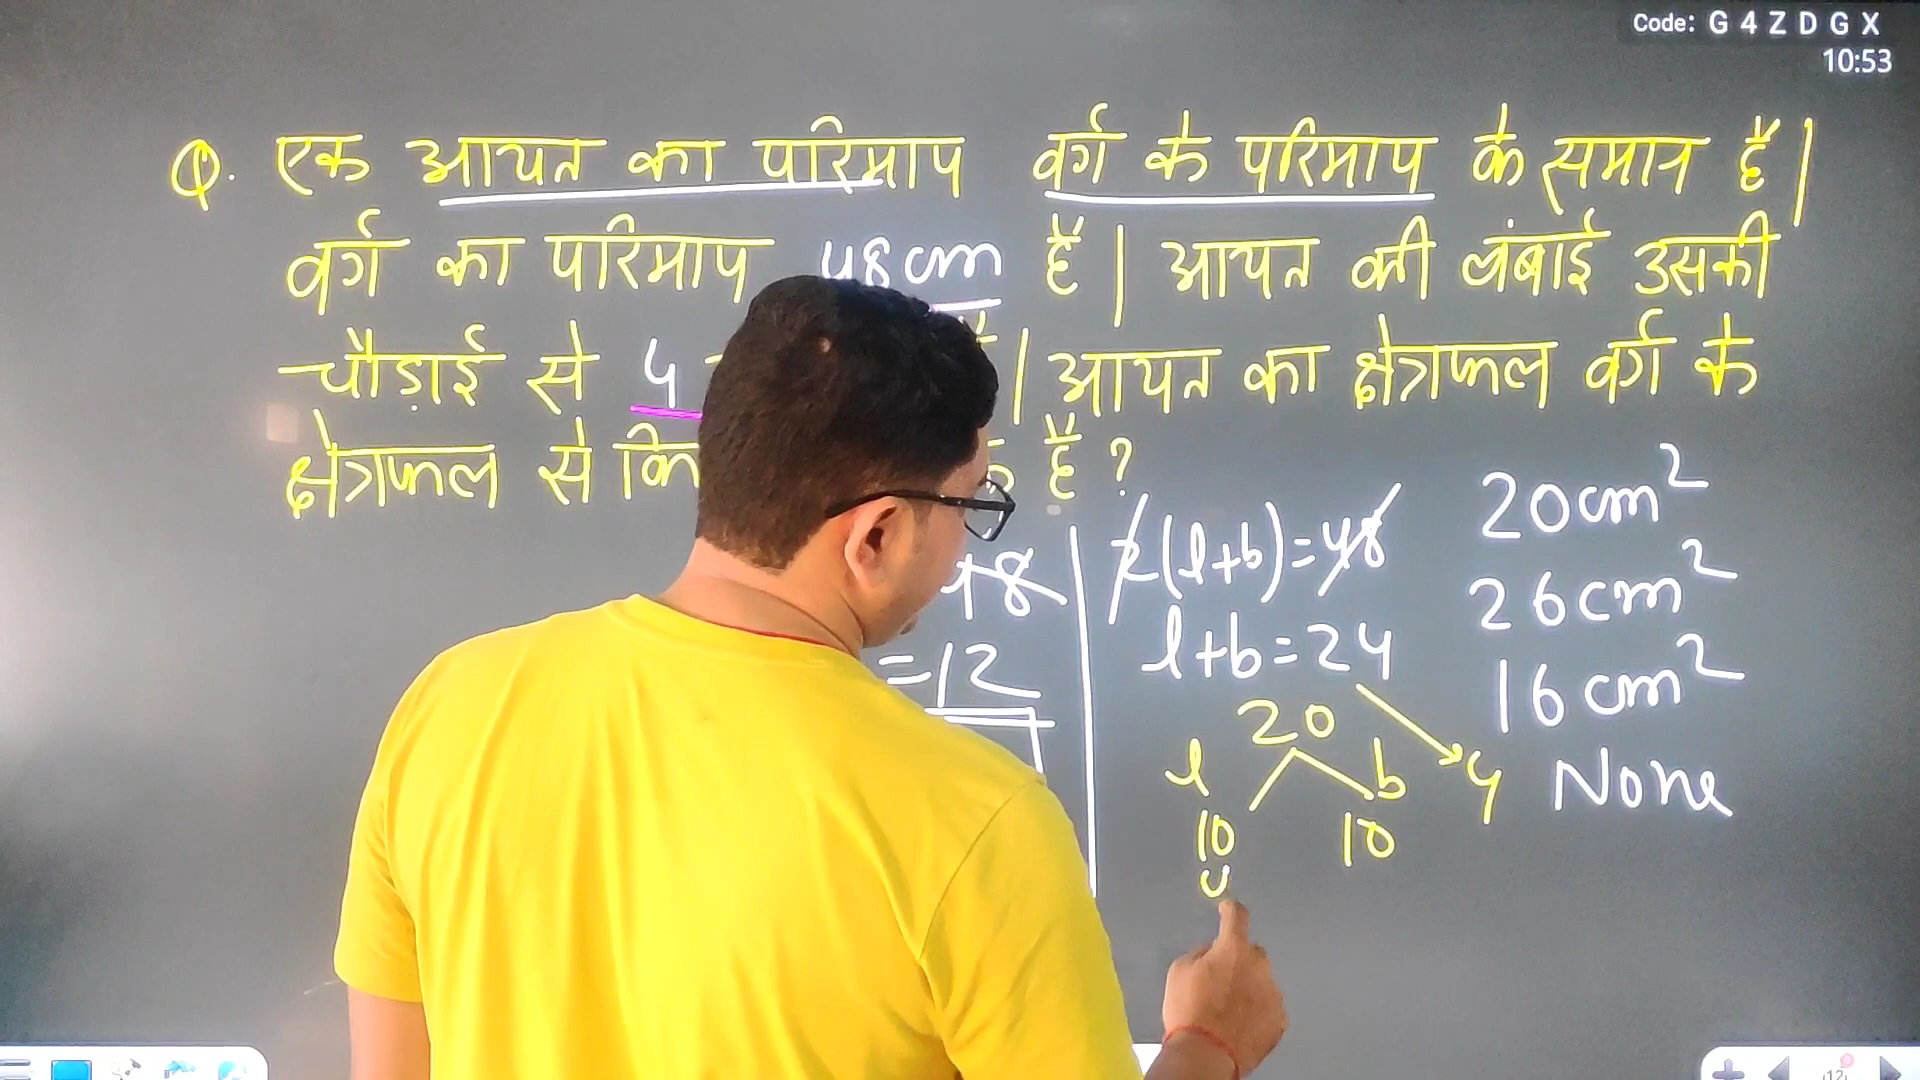 Code: G 4 Z D G X
10:53
Q. एक आयत का परिमाप वर्ग के परिमाप के समान है |
वर्ग का परिमाप 48 cm है | आयत की लंबाई उसकी
चौड़ाई से 4 | आयत का क्षेत्रफल वर्ग के
क्षेत्रफल से है ?
48
= 12
2(l+b)=48
l+b=24
20
l b 4
10 10
20cm²
26cm²
16cm²
None